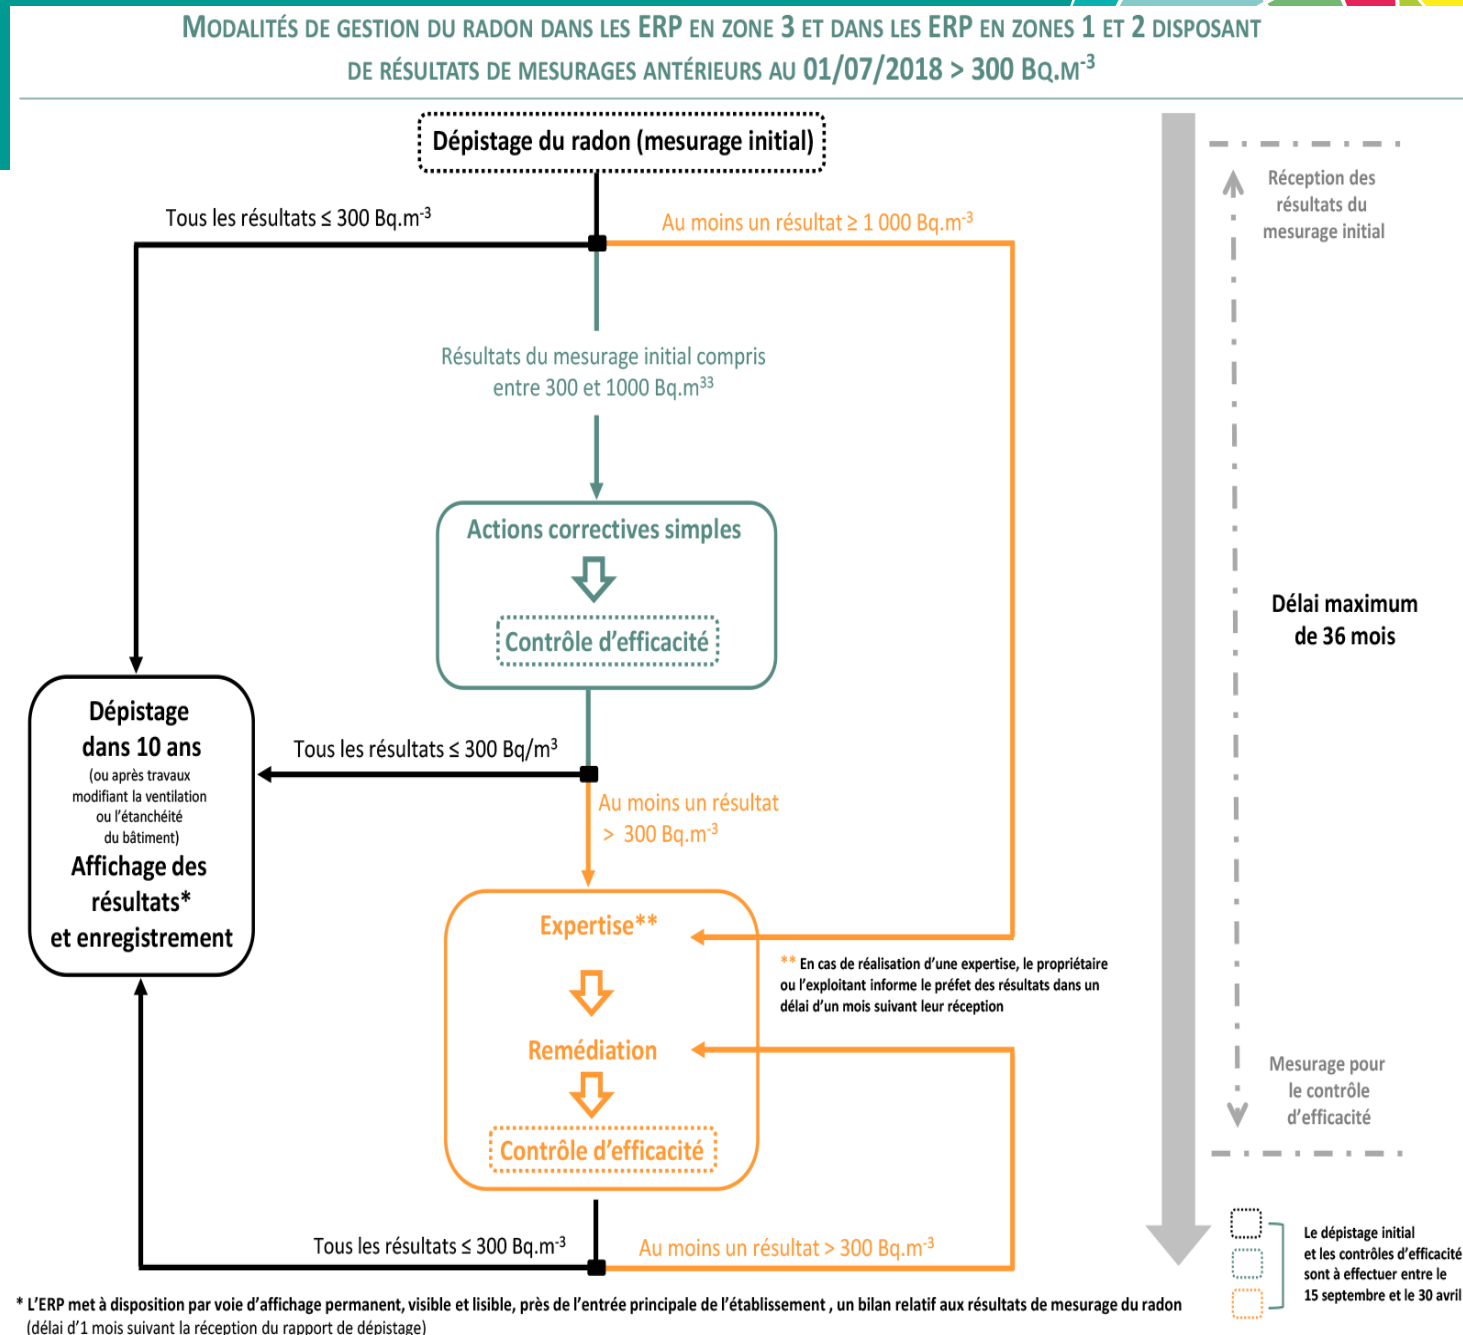 MODALITÉS DE GESTION DU RADON DANS LES ERP EN ZONE 3 ET DANS LES ERP EN ZONES 1 ET 2 DISPOSANT
DE RÉSULTATS DE MESURAGES ANTÉRIEURS AU 01/07/2018 > 300 BQ.M-3
Dépistage du radon (mesurage initial)
Tous les résultats ≤ 300 Bq.m-3
Au moins un résultat ≥ 1 000 Bq.m-3
Réception des
résultats du
mesurage initial
Résultats du mesurage initial compris
entre 300 et 1000 Bq.m33
Actions correctives simples
Contrôle d'efficacité
Délai maximum
de 36 mois
Dépistage
dans 10 ans
(ou après travaux
modifiant la ventilation
ou l'étanchéité
du bâtiment)
Affichage des
résultats*
et enregistrement
Tous les résultats ≤ 300 Bq/m3
Au moins un résultat
> 300 Bq.m-3
Expertise**
** En cas de réalisation d'une expertise, le propriétaire
ou l'exploitant informe le préfet des résultats dans un
délai d'un mois suivant leur réception
Remédiation
Contrôle d'efficacité
Mesurage pour
le contrôle
d'efficacité
Tous les résultats ≤ 300 Bq.m-3
Au moins un résultat > 300 Bq.m-3
Le dépistage initial
et les contrôles d'efficacité
sont à effectuer entre le
15 septembre et le 30 avril
* L'ERP met à disposition par voie d'affichage permanent, visible et lisible, près de l'entrée principale de l'établissement , un bilan relatif aux résultats de mesurage du radon
(délai d'1 mois suivant la réception du rapport de dépistage)